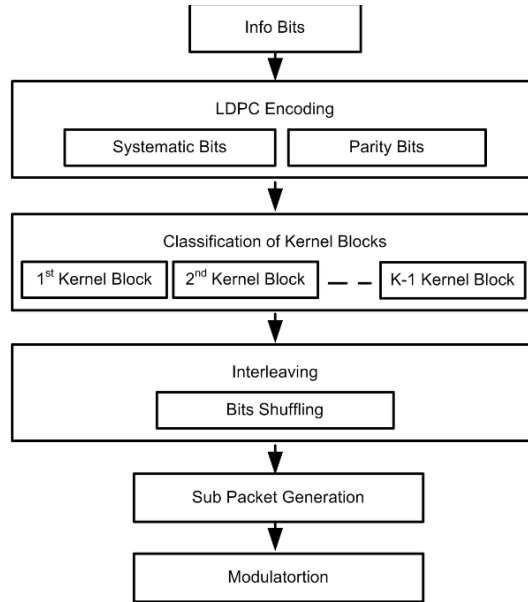 Info Bits
LDPC Encoding
Systematic Bits Parity Bits
Classification of Kernel Blocks
1st Kernel Block 2nd Kernel Block K-1 Kernel Block
Interleaving
Bits Shuffling
Sub Packet Generation
Modulatortion